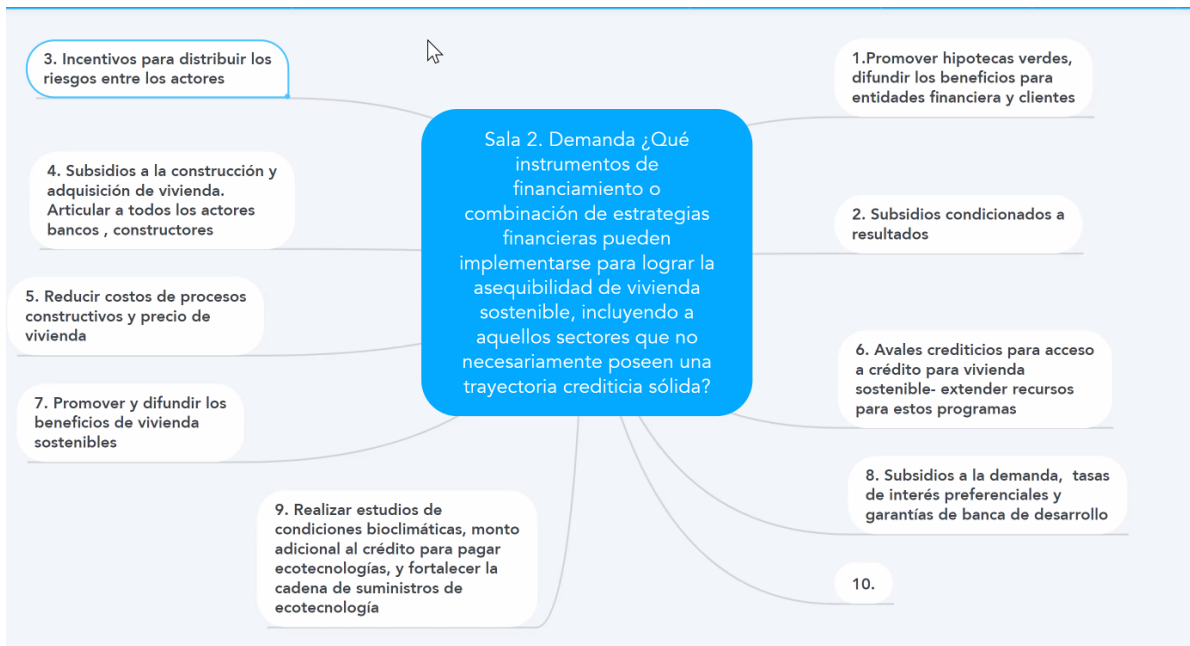 Sala 2. Demanda ¿Qué
instrumentos de
financiamiento o
combinación de estrategias
financieras pueden
implementarse para lograr la
asequibilidad de vivienda
sostenible, incluyendo a
aquellos sectores que no
necesariamente poseen una
trayectoria crediticia sólida?
1.Promover hipotecas verdes,
difundir los beneficios para
entidades financiera y clientes
2. Subsidios condicionados a
resultados
3. Incentivos para distribuir los
riesgos entre los actores
4. Subsidios a la construcción y
adquisición de vivienda.
Articular a todos los actores
bancos , constructores
5. Reducir costos de procesos
constructivos y precio de
vivienda
6. Avales crediticios para acceso
a crédito para vivienda
sostenible- extender recursos
para estos programas
7. Promover y difundir los
beneficios de vivienda
sostenibles
8. Subsidios a la demanda, tasas
de interés preferenciales y
garantías de banca de desarrollo
9. Realizar estudios de
condiciones bioclimáticas, monto
adicional al crédito para pagar
ecotecnologías, y fortalecer la
cadena de suministros de
ecotecnología
10.